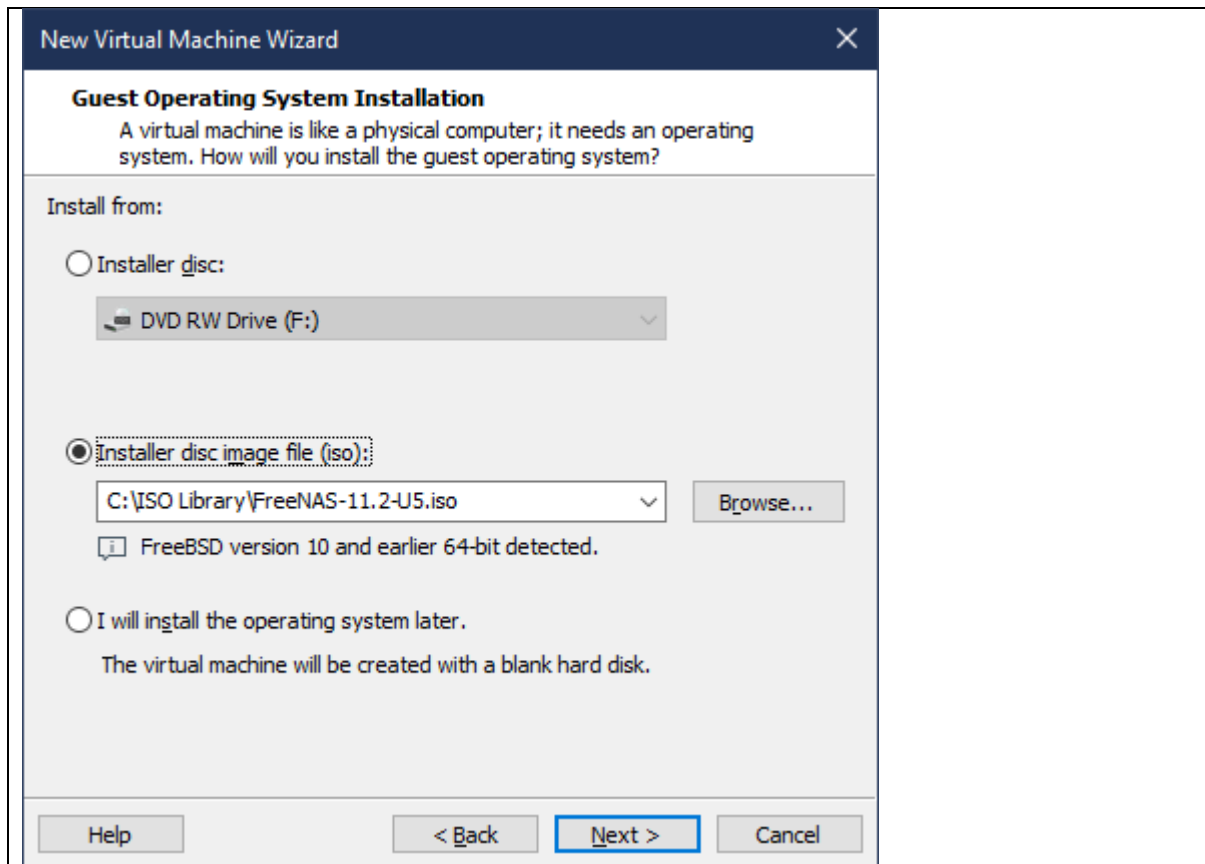 New Virtual Machine Wizard
Guest Operating System Installation
A virtual machine is like a physical computer; it needs an operating
system. How will you install the guest operating system?
Install from:
Installer disc:
DVD RW Drive (F:)
Installer disc image file (iso):
C:\ISO Library\FreeNAS-11.2-U5.iso
Browse...
FreeBSD version 10 and earlier 64-bit detected.
I will install the operating system later.
The virtual machine will be created with a blank hard disk.
Help < Back Next > Cancel